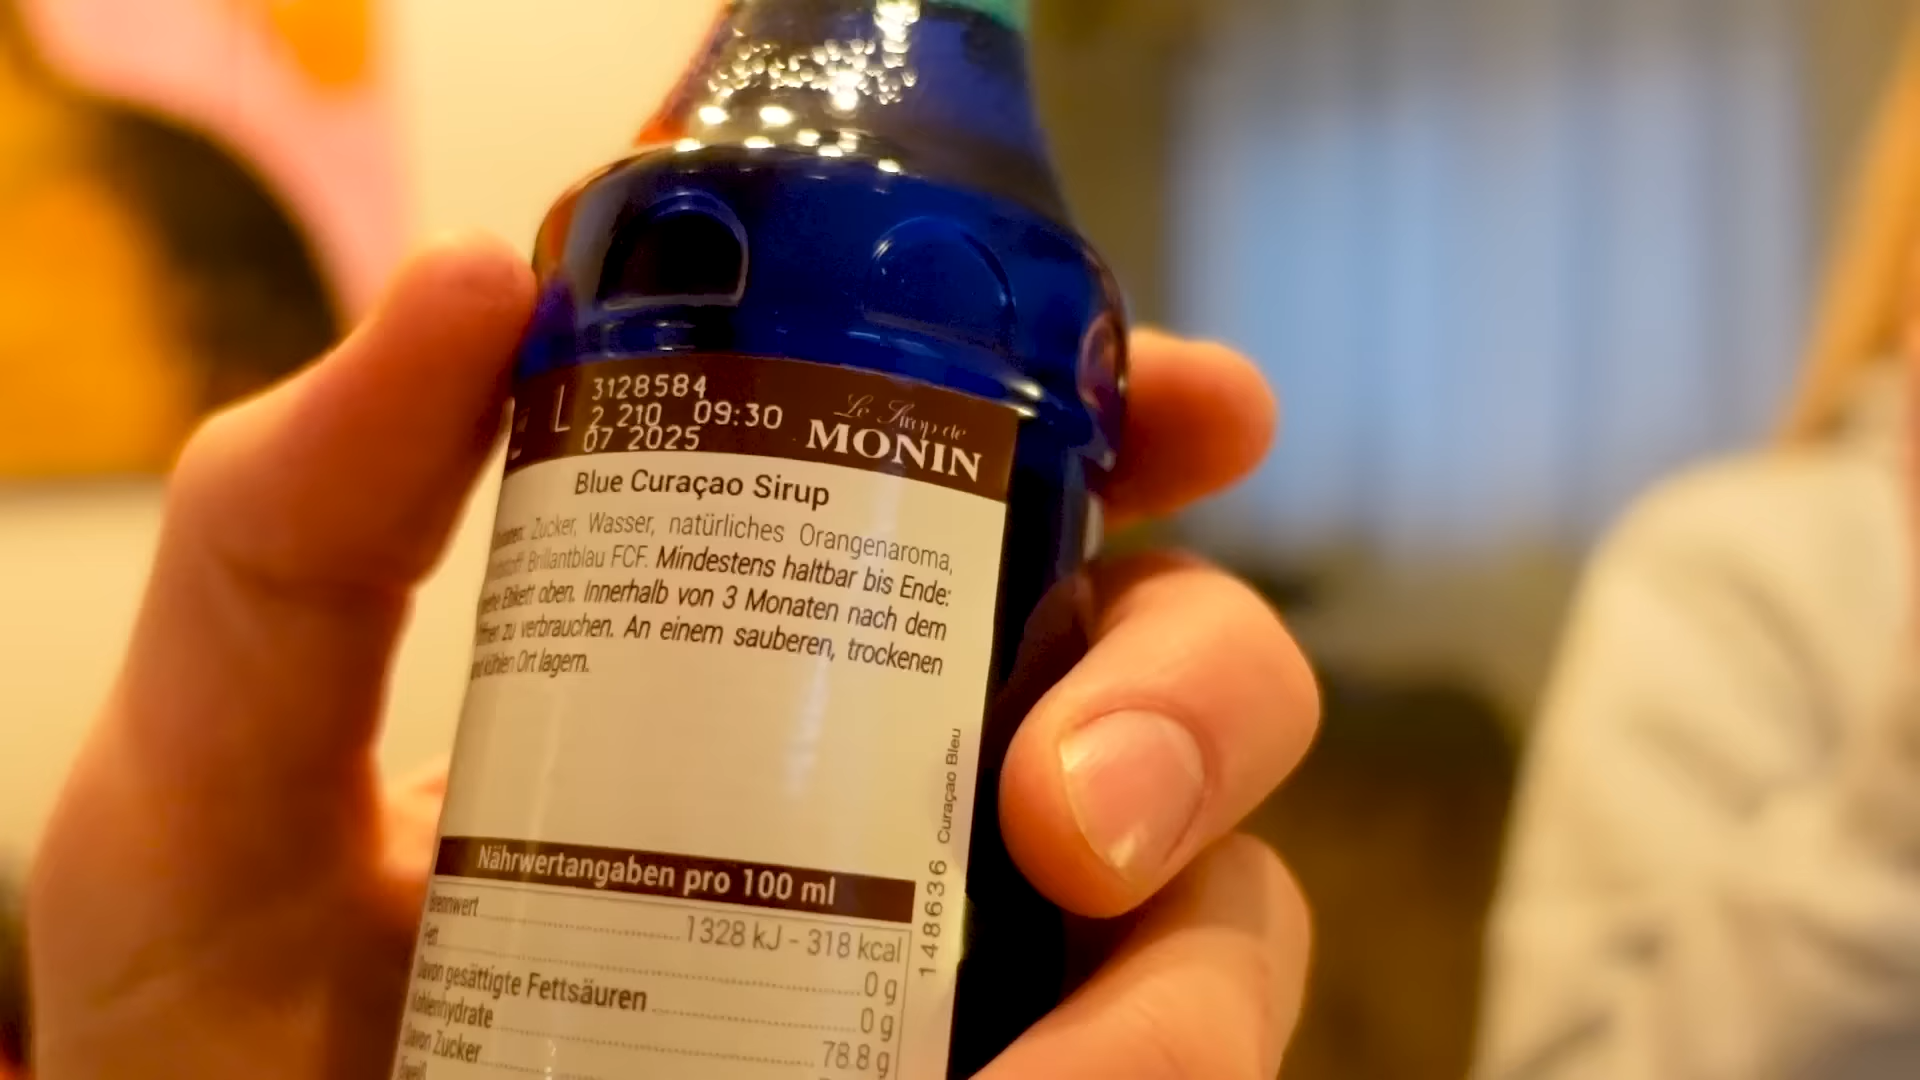 L 3128584
2 210 09:30
07 2025
Le Sirop de
MONIN
Blue Curaçao Sirup
Zucker, Wasser, natürliches Orangenaroma,
Brillantblau FCF. Mindestens haltbar bis Ende:
Etikett oben. Innerhalb von 3 Monaten nach dem
zu verbrauchen. An einem sauberen, trockenen
kühlen Ort lagern.
Nährwertangaben pro 100 ml
Brennwert 1328 kJ - 318 kcal
Fett 0 g
Davon gesättigte Fettsäuren 0 g
Kohlenhydrate 78.8 g
Davon Zucker
148636 Curaçao Bleu